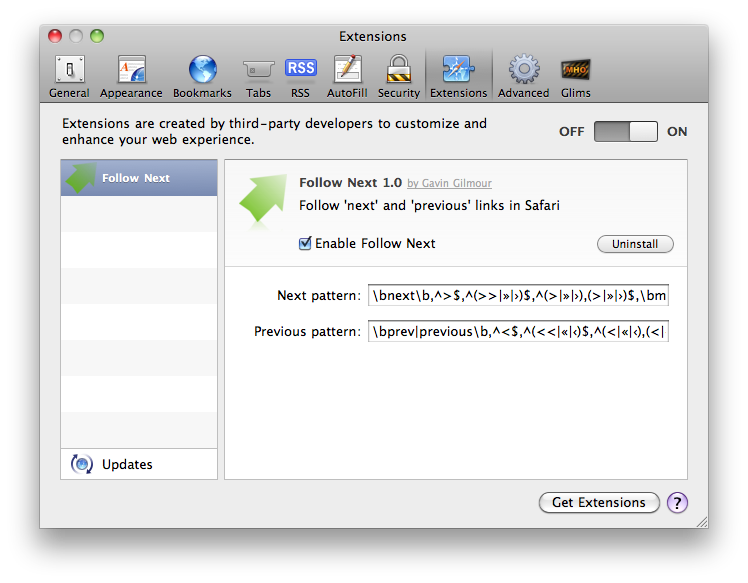 Extensions
General Appearance Bookmarks Tabs RSS AutoFill Security Extensions Advanced Glims
RSS
MHO
Extensions are created by third-party developers to customize and
enhance your web experience.
OFF ON
Follow Next
Follow Next 1.0 by Gavin Gilmour
Follow 'next' and 'previous' links in Safari
Enable Follow Next
Uninstall
Next pattern: \bnext\b,^>$,^(>>|»|›)$,^(>|»|›),(>|»|›)$,\bm
Previous pattern: \bprev|previous\b,^<$,^(<<|«|‹)$,^(<|«|‹),(<|
Updates
Get Extensions ?